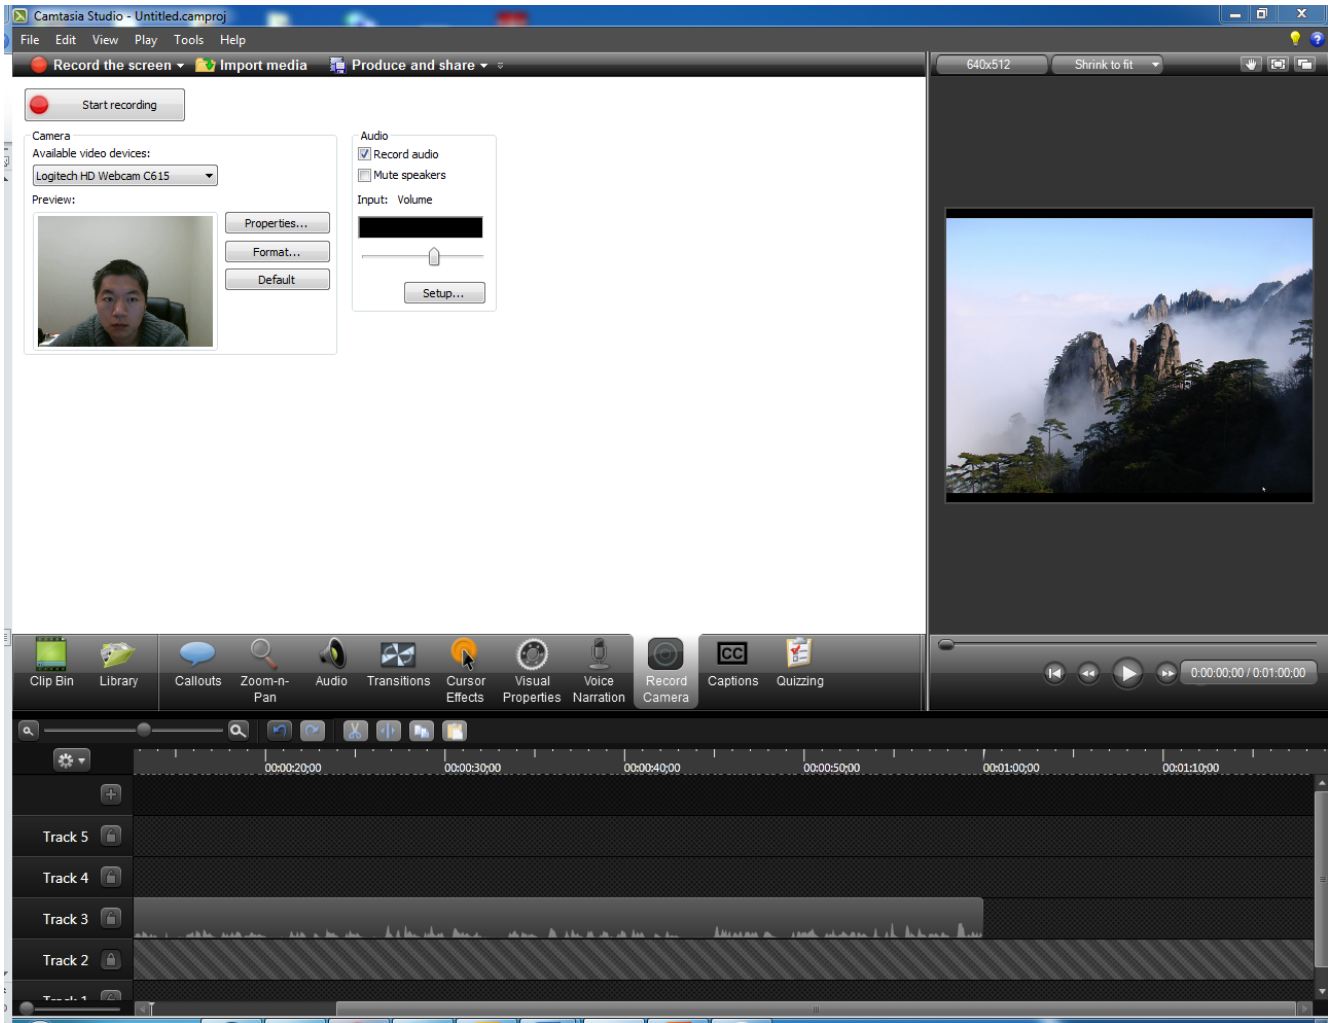 Camtasia Studio - Untitled.camproj
File Edit View Play Tools Help
Record the screen Import media Produce and share
640x512 Shrink to fit
Start recording
Camera
Available video devices:
Logitech HD Webcam C615
Preview:
Properties...
Format...
Default
Audio
Record audio
Mute speakers
Input: Volume
Setup...
Clip Bin
Library
Callouts
Zoom-n-
Pan
Audio
Transitions
Cursor
Effects
Visual
Properties
Voice
Narration
Record
Camera
CC
Captions
Quizzing
0:00:00;00 / 0:01:00;00
00:00:20;00 00:00:30;00 00:00:40;00 00:00:50;00 00:01:00;00 00:01:10;00
Track 5
Track 4
Track 3
Track 2
Track 1